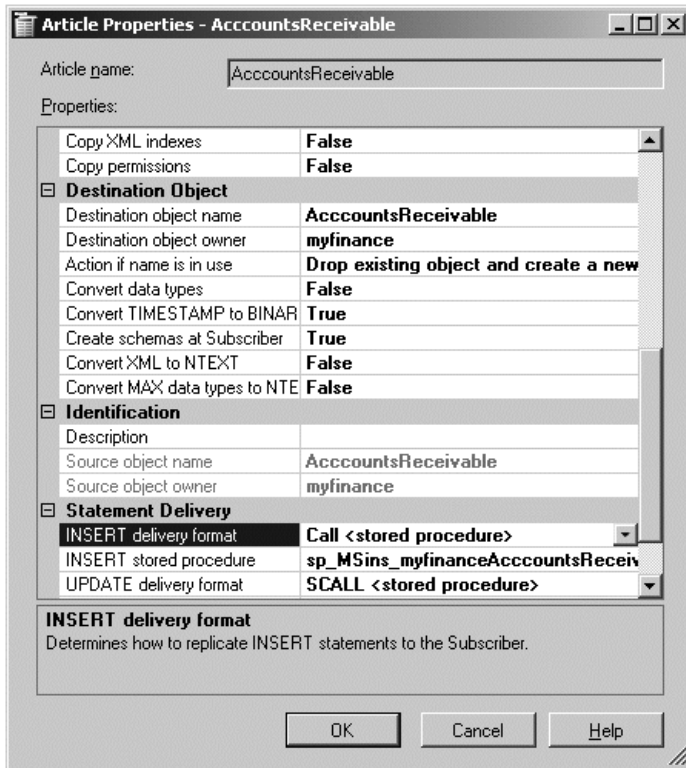 Article Properties - AcccountsReceivable
Article name: AcccountsReceivable
Properties:
Copy XML indexes False
Copy permissions False
Destination Object
Destination object name AcccountsReceivable
Destination object owner myfinance
Action if name is in use Drop existing object and create a new
Convert data types False
Convert TIMESTAMP to BINAR True
Create schemas at Subscriber True
Convert XML to NTEXT False
Convert MAX data types to NTE False
Identification
Description
Source object name AcccountsReceivable
Source object owner myfinance
Statement Delivery
INSERT delivery format Call <stored procedure>
INSERT stored procedure sp_MSins_myfinanceAcccountsReceiv
UPDATE delivery format SCALL <stored procedure>
INSERT delivery format
Determines how to replicate INSERT statements to the Subscriber.
OK Cancel Help